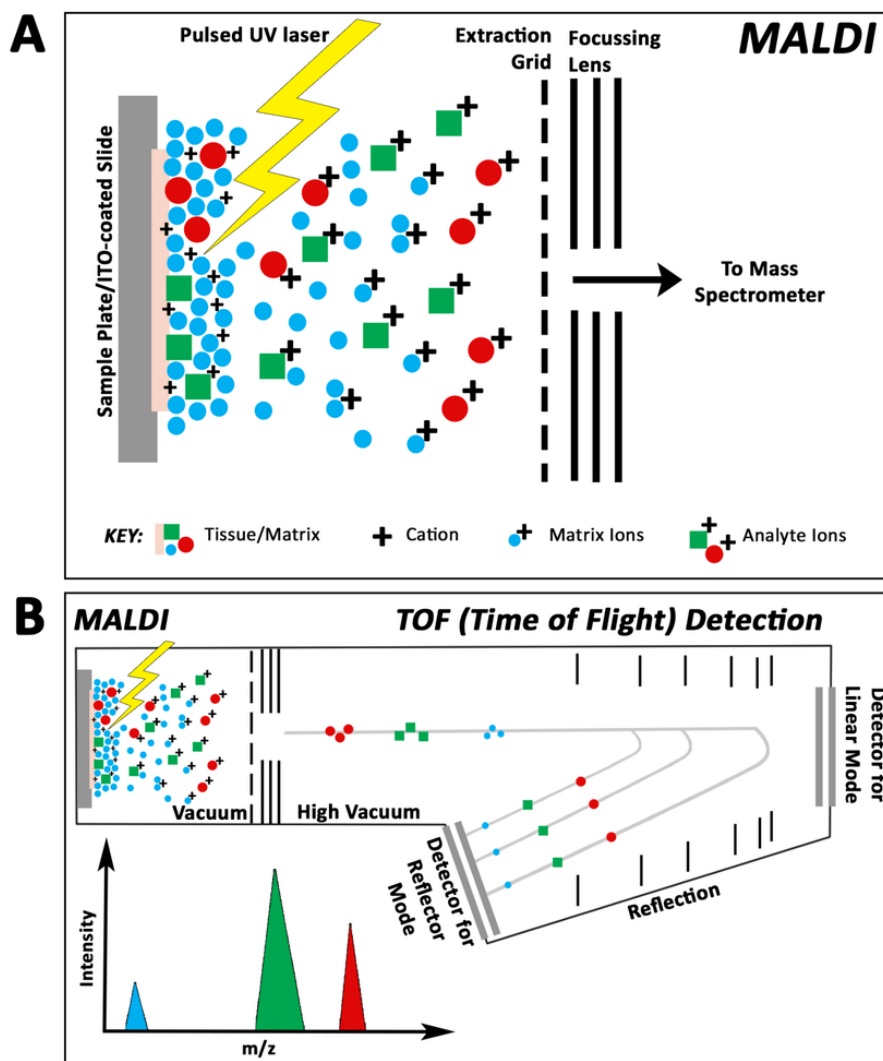 A
MALDI
Pulsed UV laser
Extraction
Grid
Focussing
Lens
Sample Plate/ITO-coated Slide
To Mass
Spectrometer
KEY:
Tissue/Matrix
Cation
Matrix Ions
Analyte Ions
B
MALDI
TOF (Time of Flight) Detection
Vacuum
High Vacuum
Detector for
Linear Mode
Detector for
Reflector
Mode
Reflection
Intensity
m/z